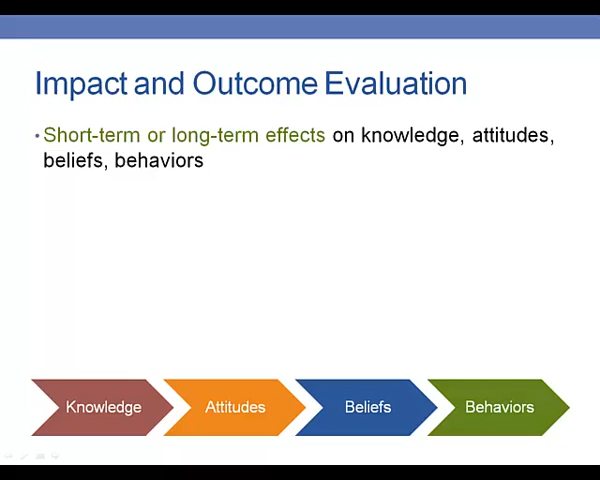 Impact and Outcome Evaluation
• Short-term or long-term effects on knowledge, attitudes,
beliefs, behaviors
Knowledge
Attitudes
Beliefs
Behaviors